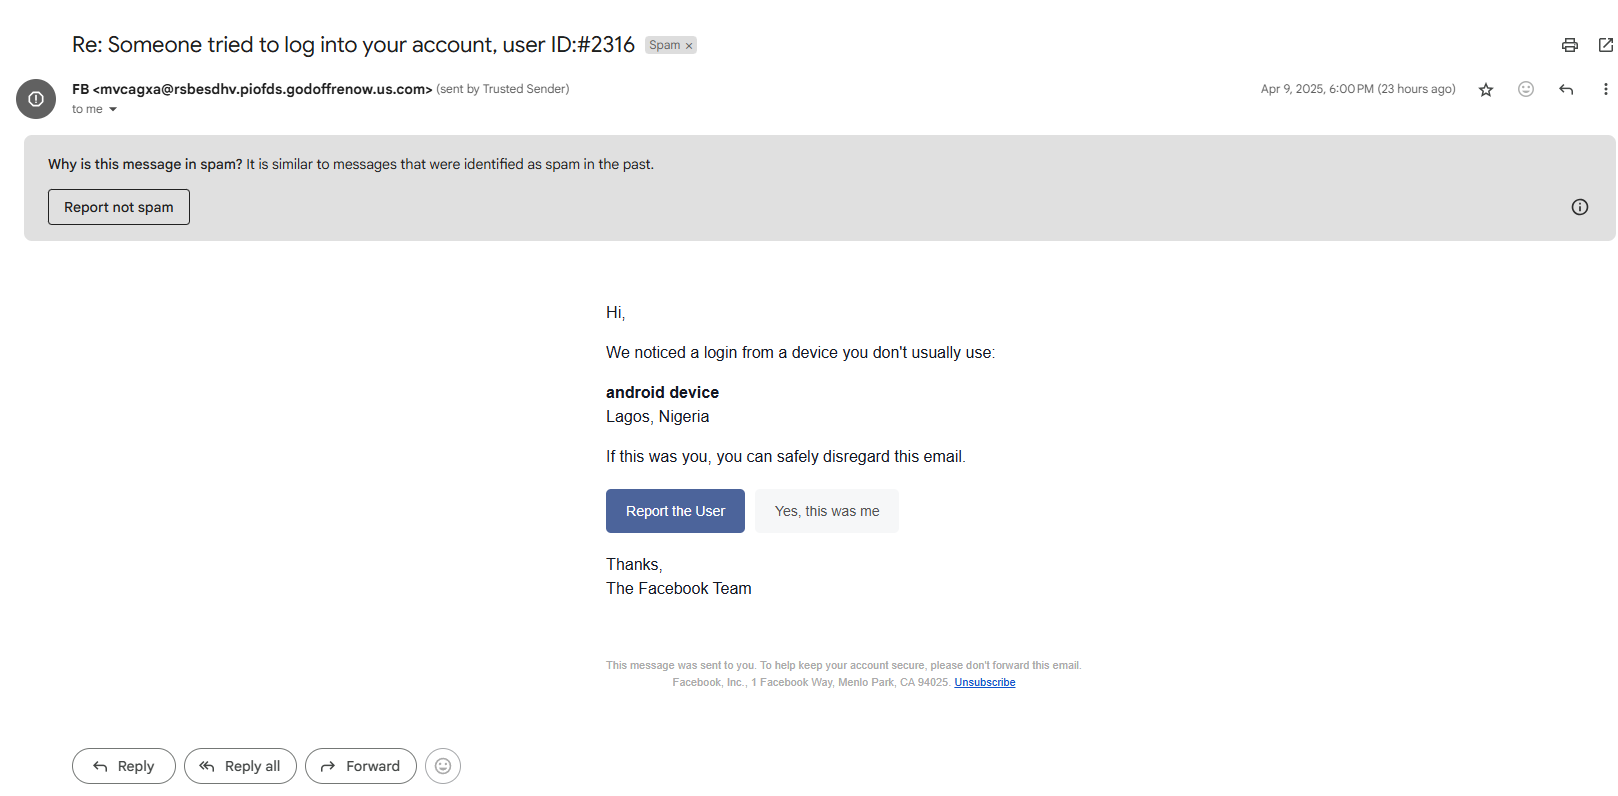 Re: Someone tried to log into your account, user ID:#2316 Spam ×
FB <mvcagxa@rsbesdhv.piofds.godoffrenow.us.com> (sent by Trusted Sender) Apr 9, 2025, 6:00 PM (23 hours ago)
to me
Why is this message in spam? It is similar to messages that were identified as spam in the past.
Report not spam
Hi,
We noticed a login from a device you don't usually use:
android device
Lagos, Nigeria
If this was you, you can safely disregard this email.
Report the User Yes, this was me
Thanks,
The Facebook Team
This message was sent to you. To help keep your account secure, please don't forward this email.
Facebook, Inc., 1 Facebook Way, Menlo Park, CA 94025. Unsubscribe
Reply Reply all Forward